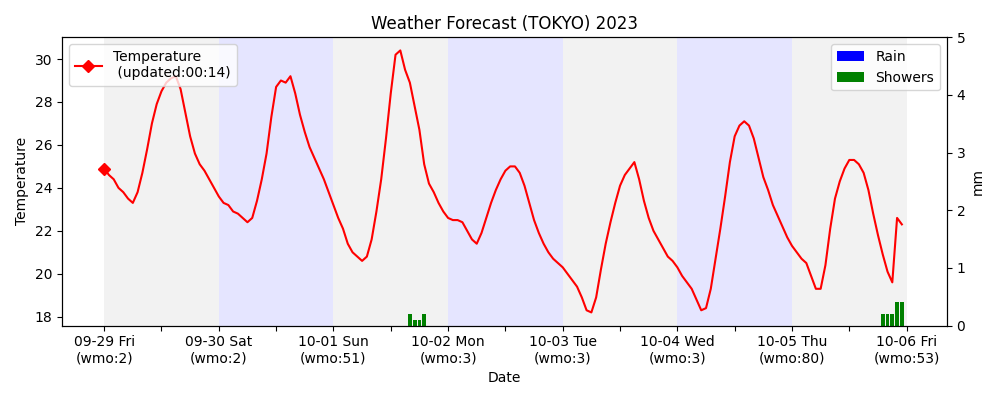 Weather Forecast (TOKYO) 2023
Temperature
(updated:00:14)
Rain
Showers
30
28
26
24
22
20
18
Temperature
5
4
3
2
1
0
mm
09-29 Fri 09-30 Sat 10-01 Sun 10-02 Mon 10-03 Tue 10-04 Wed 10-05 Thu 10-06 Fri
(wmo:2) (wmo:2) (wmo:51) (wmo:3) (wmo:3) (wmo:3) (wmo:80) (wmo:53)
Date